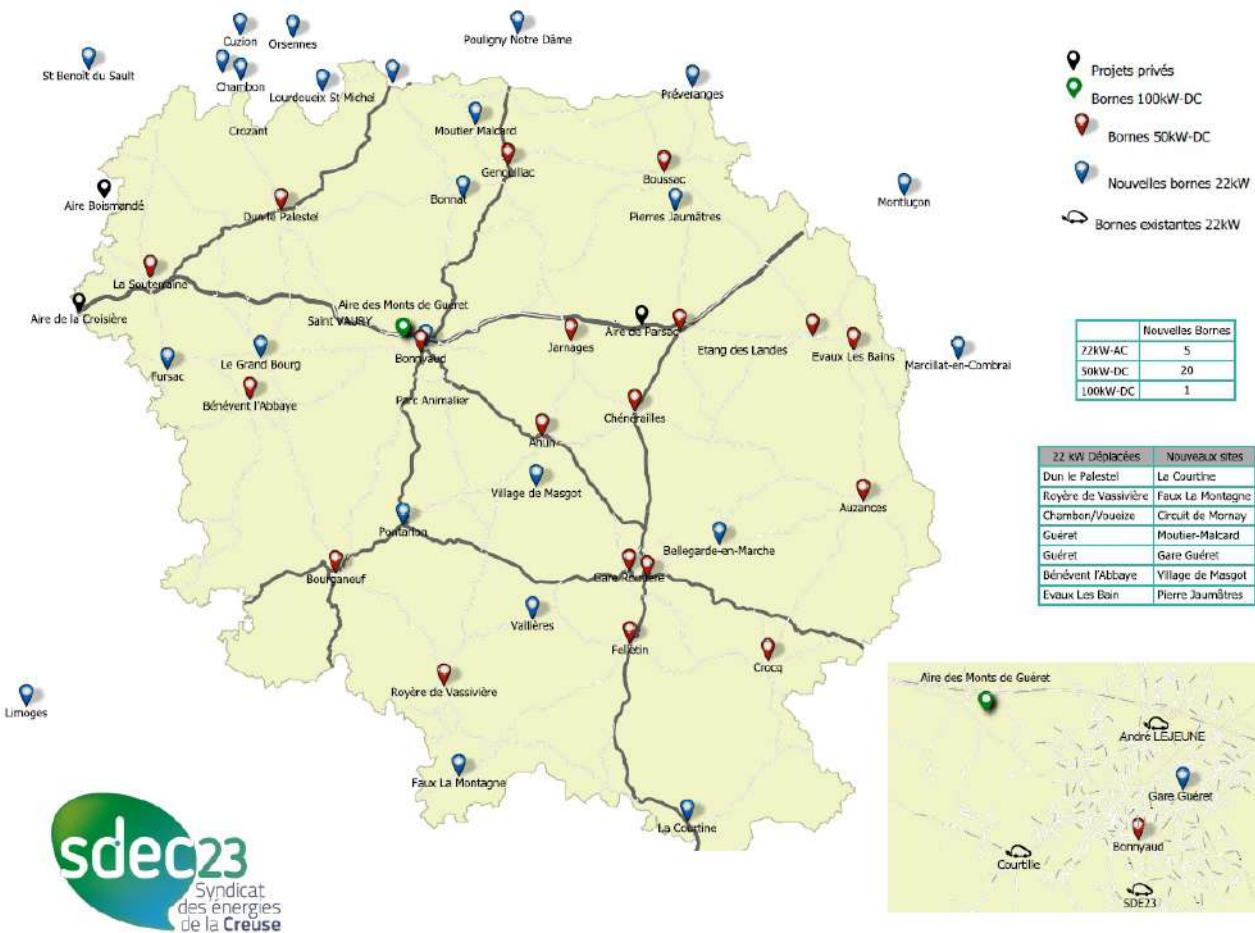 Cuzion
Orsennes
Pouligny Notre Dâme
St Benoit du Sault
Chambon
Lourdoueix St Michel
Préveranges
Crozant
Moutier Malcard
Genouillac
Boussac
Aire Boismandé
Dun le Palestel
Bonnat
Pierres Jaumâtres
Montluçon
La Souterraine
Aire de la Croisière
Aire des Monts de Guéret
Saint VAURY
Aire de Parsac
Jarnages
Etang des Landes
Evaux Les Bains
Fursac
Le Grand Bourg
Bonnyaud
Marcillat-en-Combrai
Bénévent l'Abbaye
Parc Animalier
Chénérailles
Ahun
Village de Masgot
Auzances
Pontarion
Bellegarde-en-Marche
Bourganeuf
Gare Routière
Vallières
Felletin
Crocq
Royère de Vassivière
Limoges
Faux La Montagne
La Courtine
Projets privés
Bornes 100kW-DC
Bornes 50kW-DC
Nouvelles bornes 22kW
Bornes existantes 22kW
Nouvelles Bornes
22kW-AC 5
50kW-DC 20
100kW-DC 1
22 kW Déplacées Nouveaux sites
Dun le Palestel La Courtine
Royère de Vassivière Faux La Montagne
Chambon/Voueize Circuit de Mornay
Guéret Moutier-Malcard
Guéret Gare Guéret
Bénévent l'Abbaye Village de Masgot
Evaux Les Bain Pierre Jaumâtres
Aire des Monts de Guéret
André LEJEUNE
Gare Guéret
Bonnyaud
Courtille
SDE23
sdec23
Syndicat
des énergies
de la Creuse